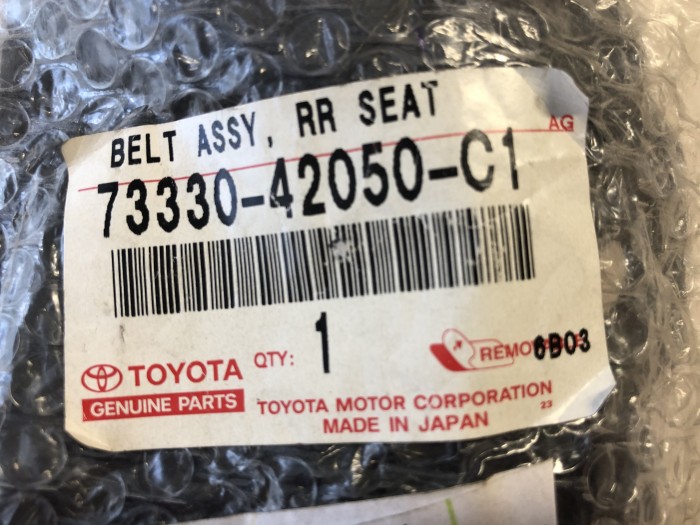 BELT ASSY, RR SEAT
AG
73330-42050-C1
QTY: 1
6B03
TOYOTA
GENUINE PARTS
TOYOTA MOTOR CORPORATION
23
MADE IN JAPAN